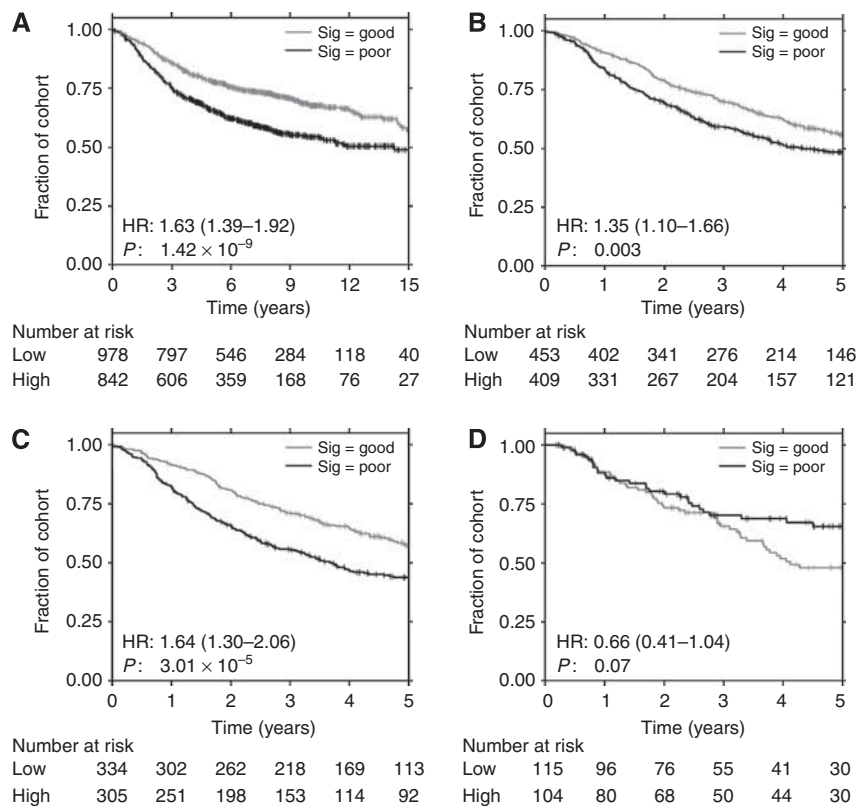 A
Sig = good
Sig = poor
1.00
0.75
0.50
0.25
0.00
Fraction of cohort
HR: 1.63 (1.39–1.92)
P: 1.42 × 10–9
0 3 6 9 12 15
Time (years)
Number at risk
Low 978 797 546 284 118 40
High 842 606 359 168 76 27
B
Sig = good
Sig = poor
1.00
0.75
0.50
0.25
0.00
Fraction of cohort
HR: 1.35 (1.10–1.66)
P: 0.003
0 1 2 3 4 5
Time (years)
Number at risk
Low 453 402 341 276 214 146
High 409 331 267 204 157 121
C
Sig = good
Sig = poor
1.00
0.75
0.50
0.25
0.00
Fraction of cohort
HR: 1.64 (1.30–2.06)
P: 3.01 × 10–5
0 1 2 3 4 5
Time (years)
Number at risk
Low 334 302 262 218 169 113
High 305 251 198 153 114 92
D
Sig = good
Sig = poor
1.00
0.75
0.50
0.25
0.00
Fraction of cohort
HR: 0.66 (0.41–1.04)
P: 0.07
0 1 2 3 4 5
Time (years)
Number at risk
Low 115 96 76 55 41 30
High 104 80 68 50 44 30